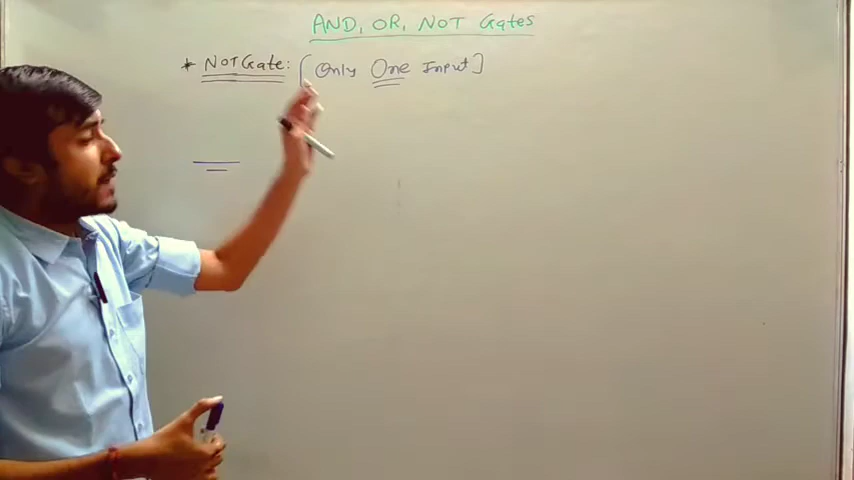 AND, OR, NOT Gates
* NOT Gate: [Only One Input]